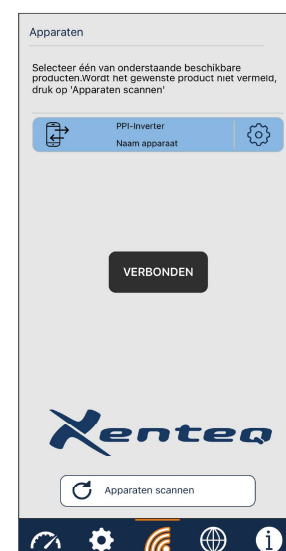 Apparaten
Selecteer één van onderstaande beschikbare
producten.Wordt het gewenste product niet vermeld,
druk op 'Apparaten scannen'
PPI-Inverter
Naam apparaat
VERBONDEN
Xenteq
Apparaten scannen